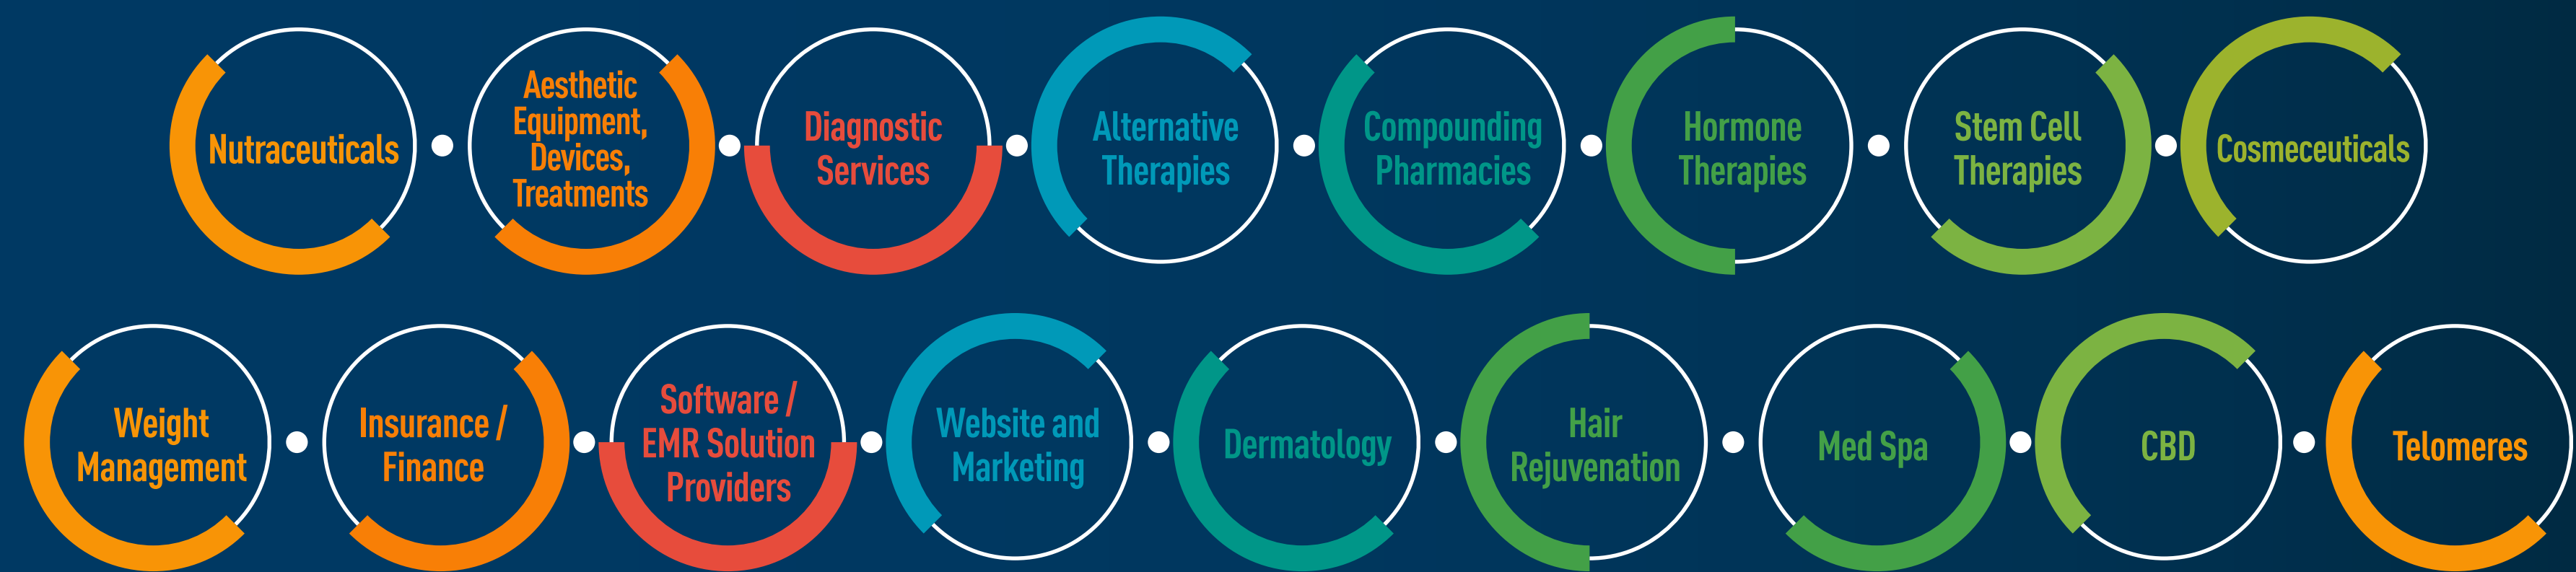 Nutraceuticals
Aesthetic
Equipment,
Devices,
Treatments
Diagnostic
Services
Alternative
Therapies
Compounding
Pharmacies
Hormone
Therapies
Stem Cell
Therapies
Cosmeceuticals
Weight
Management
Insurance /
Finance
Software /
EMR Solution
Providers
Website and
Marketing
Dermatology
Hair
Rejuvenation
Med Spa
CBD
Telomeres